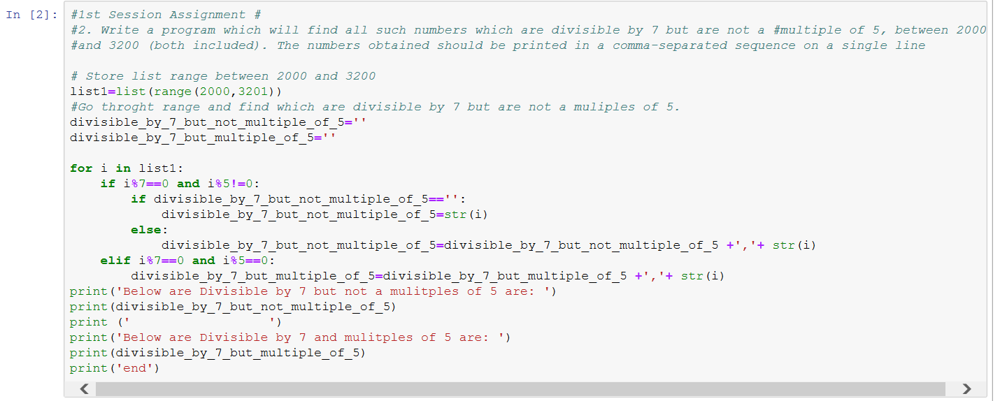 In [2]:
#1st Session Assignment #
#2. Write a program which will find all such numbers which are divisible by 7 but are not a #multiple of 5, between 2000
#and 3200 (both included). The numbers obtained should be printed in a comma-separated sequence on a single line

# Store list range between 2000 and 3200
list1=list(range(2000,3201))
#Go throght range and find which are divisible by 7 but are not a muliples of 5.
divisible_by_7_but_not_multiple_of_5=''
divisible_by_7_but_multiple_of_5=''

for i in list1:
    if i%7==0 and i%5!=0:
        if divisible_by_7_but_not_multiple_of_5=='':
            divisible_by_7_but_not_multiple_of_5=str(i)
        else:
            divisible_by_7_but_not_multiple_of_5=divisible_by_7_but_not_multiple_of_5 +','+ str(i)
    elif i%7==0 and i%5==0:
        divisible_by_7_but_multiple_of_5=divisible_by_7_but_multiple_of_5 +','+ str(i)
print('Below are Divisible by 7 but not a mulitples of 5 are: ')
print(divisible_by_7_but_not_multiple_of_5)
print ('                  ')
print('Below are Divisible by 7 and mulitples of 5 are: ')
print(divisible_by_7_but_multiple_of_5)
print('end')